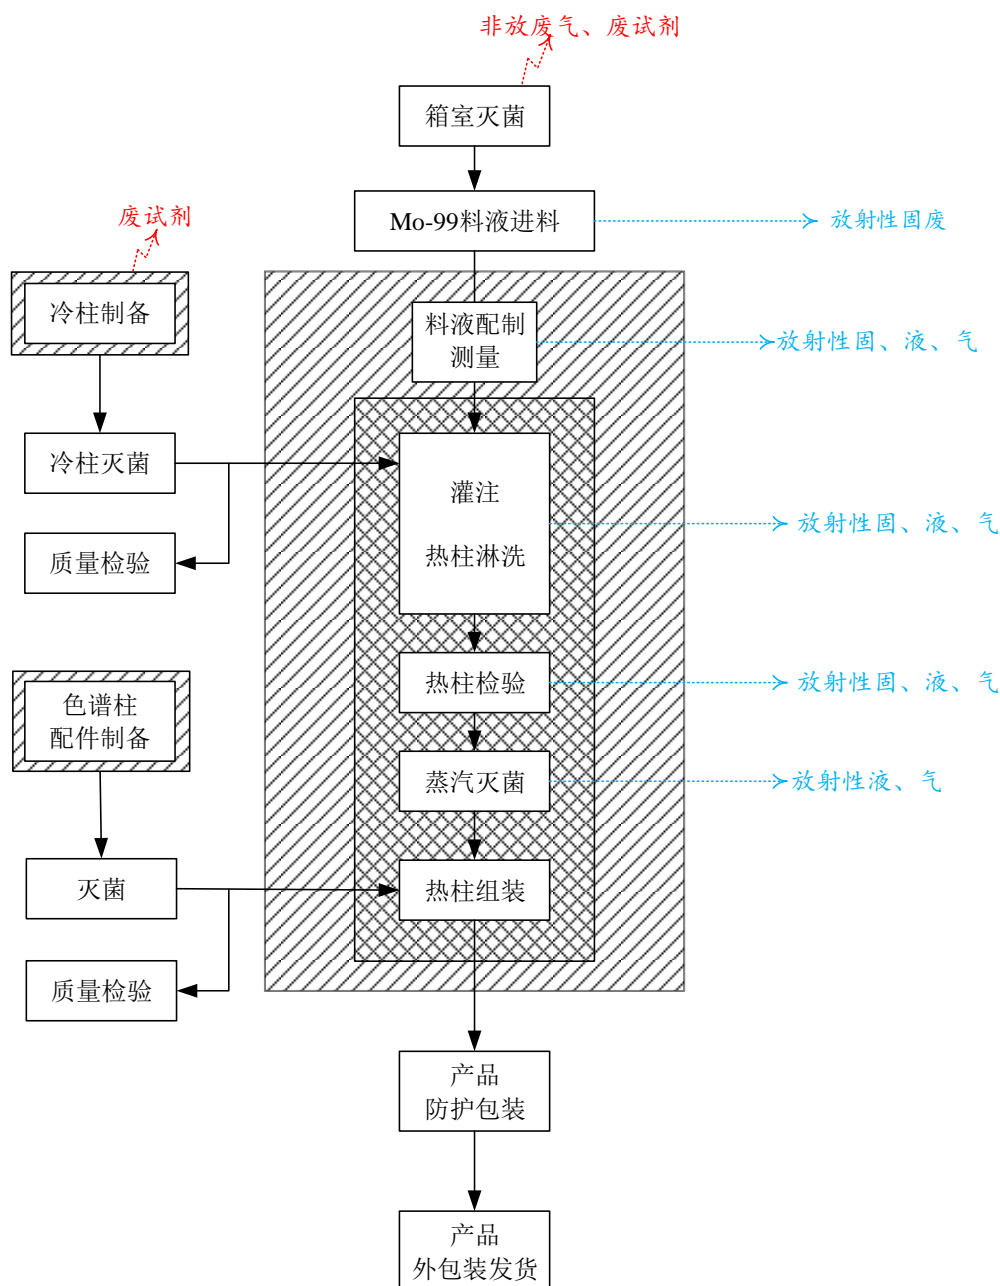 非放废气、废试剂
箱室灭菌
Mo-99料液进料
放射性固废
废试剂
冷柱制备
料液配制
测量
放射性固、液、气
冷柱灭菌
灌注
热柱淋洗
放射性固、液、气
质量检验
热柱检验
放射性固、液、气
色谱柱
配件制备
蒸汽灭菌
放射性液、气
灭菌
热柱组装
质量检验
产品
防护包装
产品
外包装发货